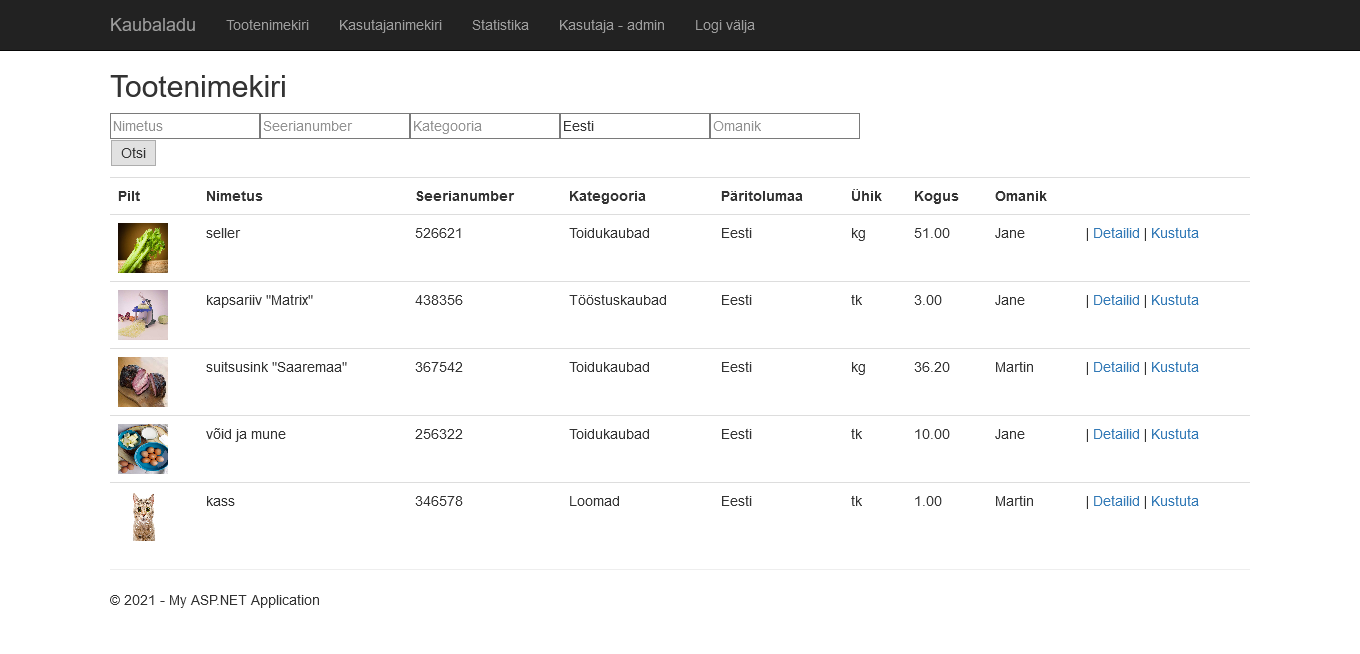 Kaubaladu Tootenimekiri Kasutajanimekiri Statistika Kasutaja - admin Logi välja
Tootenimekiri
Nimetus Seerianumber Kategooria Eesti Omanik
Otsi
Pilt Nimetus Seerianumber Kategooria Päritolumaa Ühik Kogus Omanik
seller 526621 Toidukaubad Eesti kg 51.00 Jane | Detailid | Kustuta
kapsariiv "Matrix" 438356 Tööstuskaubad Eesti tk 3.00 Jane | Detailid | Kustuta
suitsusink "Saaremaa" 367542 Toidukaubad Eesti kg 36.20 Martin | Detailid | Kustuta
võid ja mune 256322 Toidukaubad Eesti tk 10.00 Jane | Detailid | Kustuta
kass 346578 Loomad Eesti tk 1.00 Martin | Detailid | Kustuta
© 2021 - My ASP.NET Application